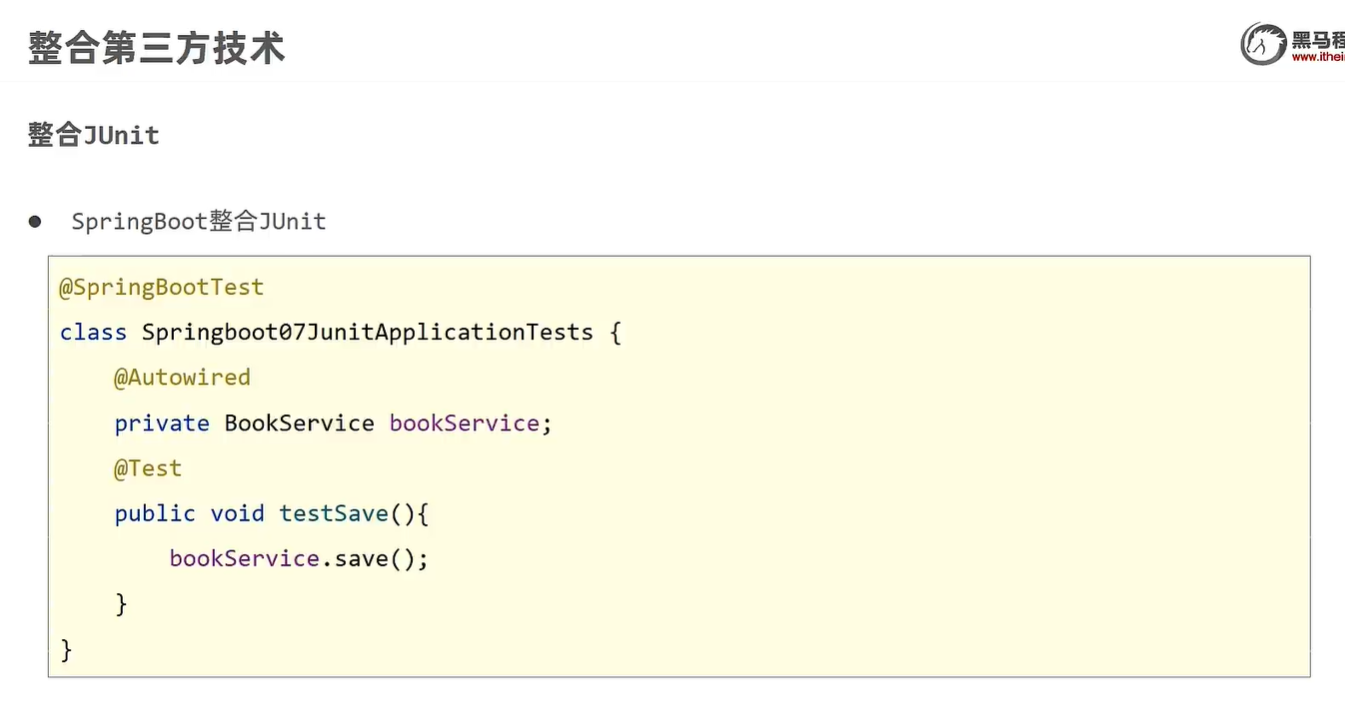 整合第三方技术
黑马程
www.ithei
整合JUnit
● SpringBoot整合JUnit
@SpringBootTest
class Springboot07JunitApplicationTests {
    @Autowired
    private BookService bookService;
    @Test
    public void testSave(){
        bookService.save();
    }
}